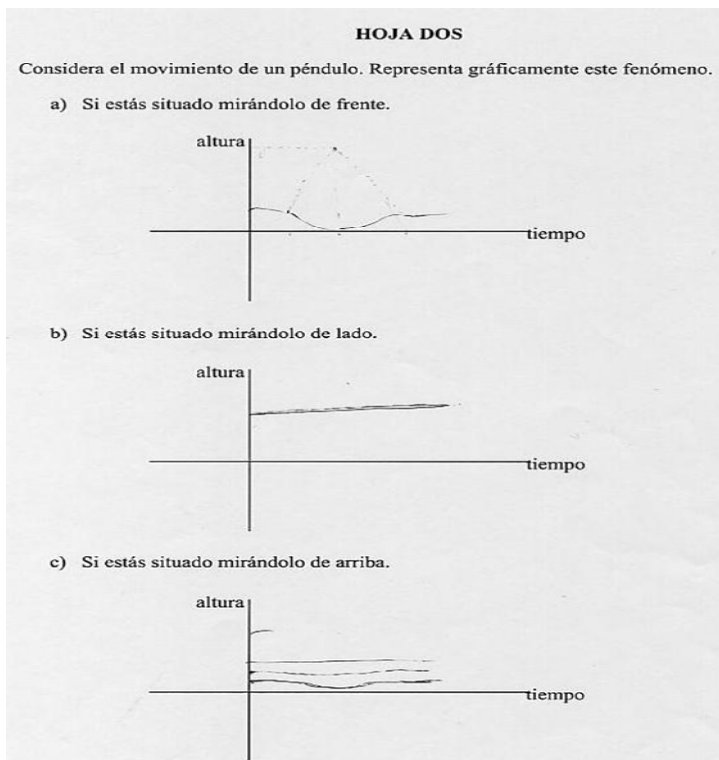 HOJA DOS
Considera el movimiento de un péndulo. Representa gráficamente este fenómeno.
a) Si estás situado mirándolo de frente.
altura
tiempo
b) Si estás situado mirándolo de lado.
altura
tiempo
c) Si estás situado mirándolo de arriba.
altura
tiempo